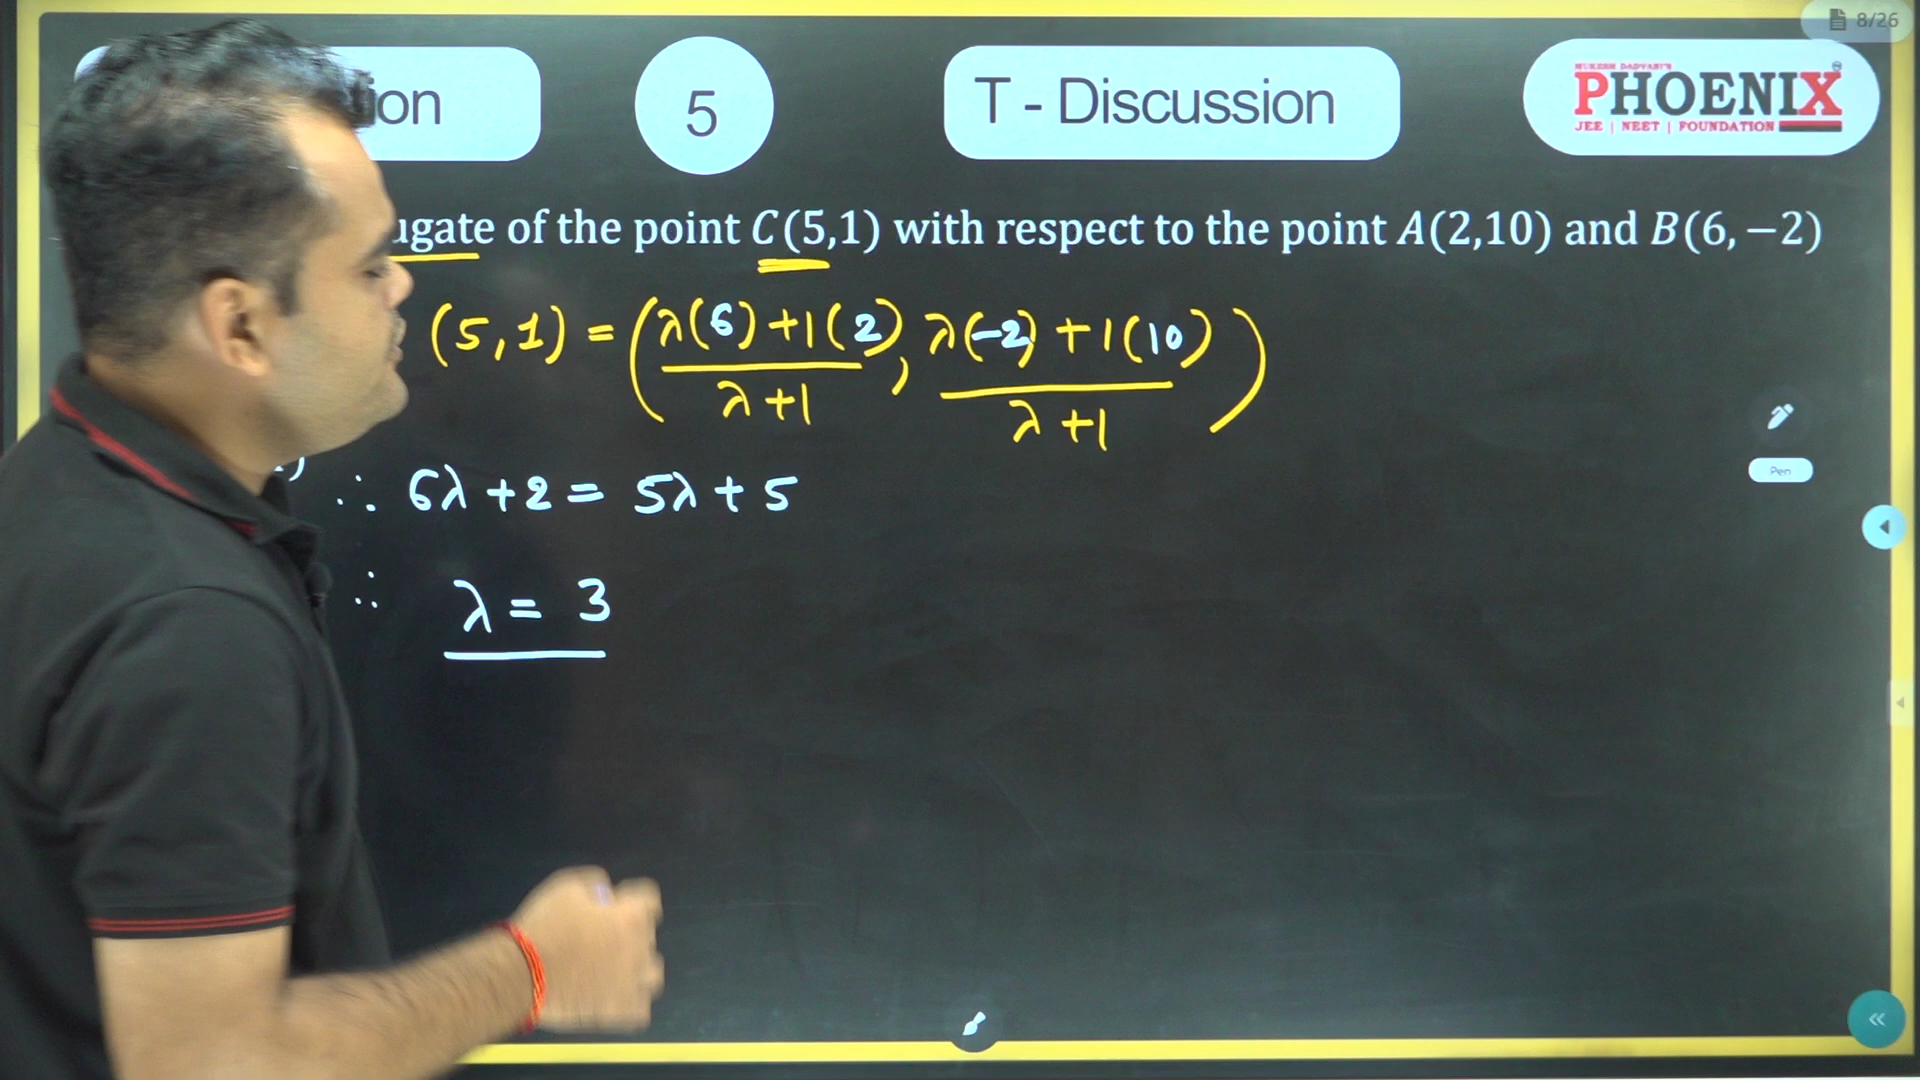 8/26
ion
5
T - Discussion
MUKESH DADVANI'S
PHOENIX
JEE | NEET | FOUNDATION
ugate of the point C(5,1) with respect to the point A(2,10) and B(6, −2)
(5,1) = (λ(6)+1(2)/λ+1, λ(-2)+1(10)/λ+1)
∴ 6λ+2 = 5λ+5
∴ λ = 3
Pen